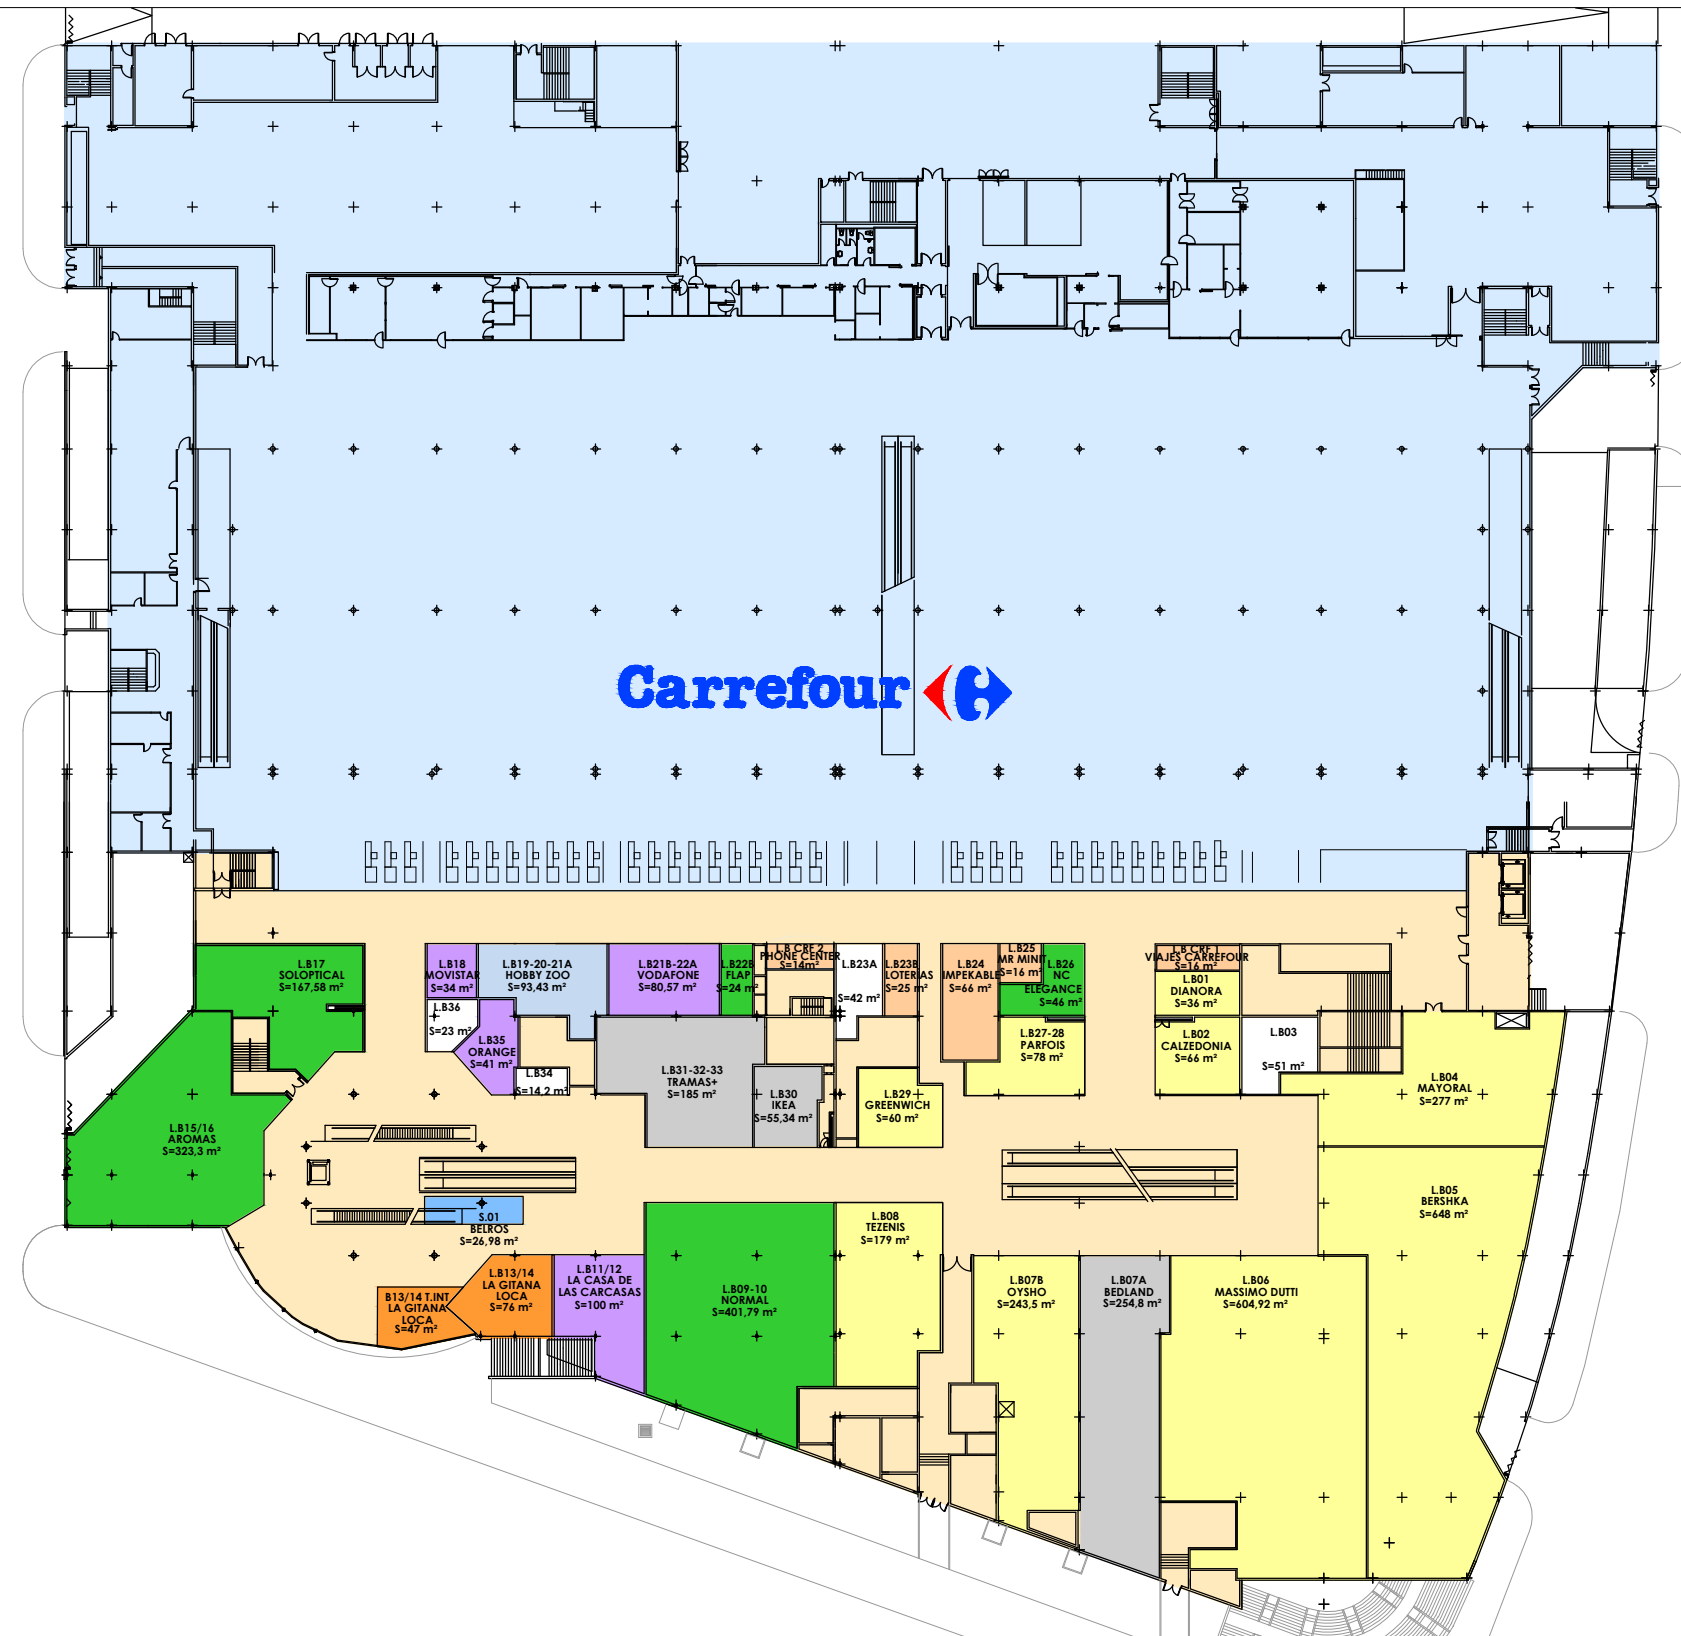 Carrefour
L.B17
SOLOPTICAL
S=167,58 m²
L.B18
MOVISTAR
S=34 m²
L.B19-20-21A
HOBBY ZOO
S=93,43 m²
L.B21B-22A
VODAFONE
S=80,57 m²
L.B22B
FLAP
S=24 m²
L.B CRF 2
PHONE CENTER
S=14m²
L.B23A
S=42 m²
L.B23B
LOTERIAS
S=25 m²
L.B24
IMPEKABLE
S=66 m²
L.B25
MR MINIT
S=16 m²
L.B26
NC
ELEGANCE
S=46 m²
L.B CRF 1
VIAJES CARREFOUR
S=16 m²
L.B01
DIANORA
S=36 m²
L.B36
S=23 m²
L.B35
ORANGE
S=41 m²
L.B34
S=14,2 m²
L.B31-32-33
TRAMAS+
S=185 m²
L.B30
IKEA
S=55,34 m²
L.B29
GREENWICH
S=60 m²
L.B27-28
PARFOIS
S=78 m²
L.B02
CALZEDONIA
S=66 m²
L.B03
S=51 m²
L.B04
MAYORAL
S=277 m²
L.B15/16
AROMAS
S=323,3 m²
L.B05
BERSHKA
S=648 m²
S.01
BELROS
S=26,98 m²
L.B08
TEZENIS
S=179 m²
B13/14 T.INT
LA GITANA
LOCA
S=47 m²
L.B13/14
LA GITANA
LOCA
S=76 m²
L.B11/12
LA CASA DE
LAS CARCASAS
S=100 m²
L.B09-10
NORMAL
S=401,79 m²
L.B07B
OYSHO
S=243,5 m²
L.B07A
BEDLAND
S=254,8 m²
L.B06
MASSIMO DUTTI
S=604,92 m²